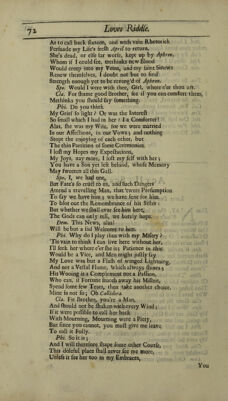 72 Loves Riddle.
As to call back sixteen, and with vain Rhetorick
Persuade my Life's fresh April to return,
She's dead, or else far worse, kept up by Aphron,
Whom if I could see, methinks new Blood
Would creep into my Veins, and my faint Sinews
Renew themselves, I doubt not but to find
Strength enough yet to be reveng'd of Aphron.
Spo. Would I were with thee, Girl, where e'er thou art.
Cla. For shame good Brother, see if you can comfort them,
Methinks you should say something.
Phi. Do you think
My Grief so light? Or was the Interest
So small which I had in her? I a Comforter!
Alas, she was my Wife, for we were married
In our Affections, in our Vows; and nothing
Stopt the enjoying of each other, but
The thin Partition of some Ceremonies.
I lost my Hopes my Expectations,
My Joys, nay more, I lost my self with her;
You have a Son yet left behind, whose Memory
May sweeten all this Gall.
Spo. I, we had one,
But Fate's so cruel to us, and such Dangers
Attend a travelling Man, that 'twere Presumption
To say we have him; we have sent for him
To blot out the Remembrance of his Sister:
But whether we shall ever see him here,
The Gods can only tell, we barely hope.
Dem. This News, alas!
Will be but a sad Welcome to him.
Phi. Why do I play thus with my Misery?
'Tis vain to think I can live here without her,
I'll seek her where e'er she is: Patience in this
Would be a Vice, and Men might justly say
My Love was but a Flash of winged Lightning,
And not a Vestal Flame, which always shines;
His Wooing is a Complement not a Passion,
Who can, if Fortune snatch away his Mistress,
Spend some few Tears, then take another choice.
Mine is not so; Oh Callidora!
Cla. Fie Brother, you're a Man,
And should not be shaken with every Wind;
If it were possible to call her back
With Mourning, Mourning were a Piety,
But since you cannot, you must give me leave
To call it Folly.
Phi. So it is;
And I will therefore shape some other Course,
This doleful place shall never see me more,
Unless it see her too in my Embraces,
You